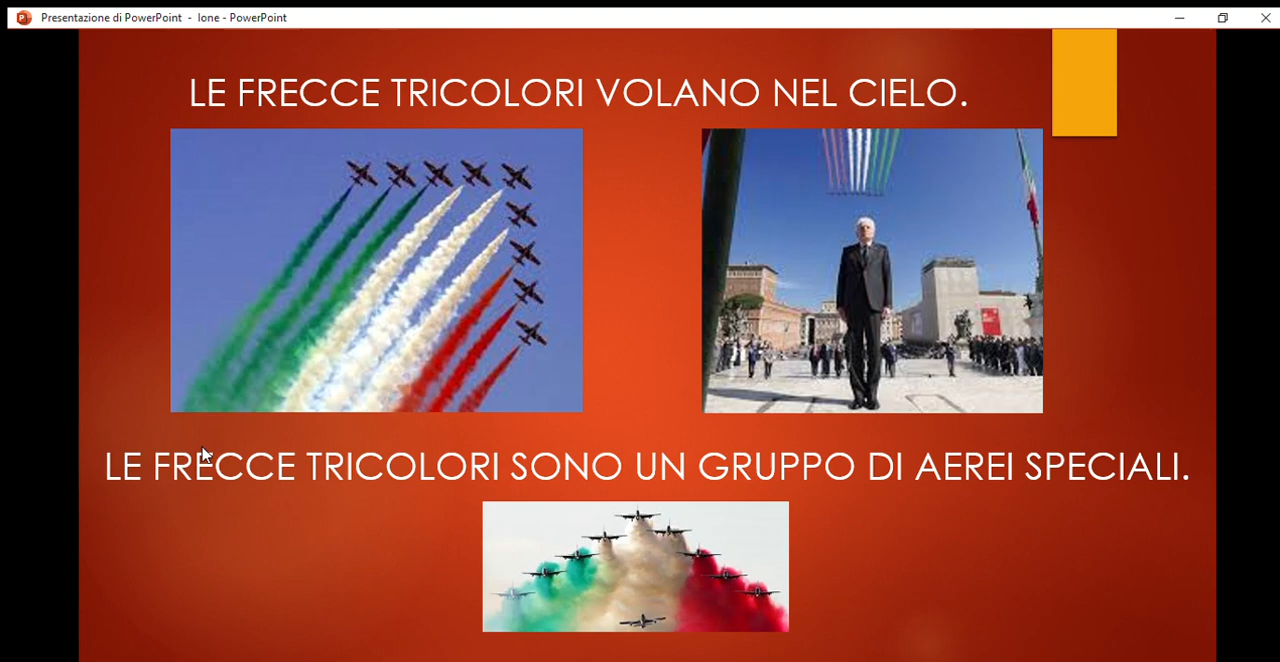 Presentazione di PowerPoint - Ione - PowerPoint
LE FRECCE TRICOLORI VOLANO NEL CIELO.
LE FRECCE TRICOLORI SONO UN GRUPPO DI AEREI SPECIALI.